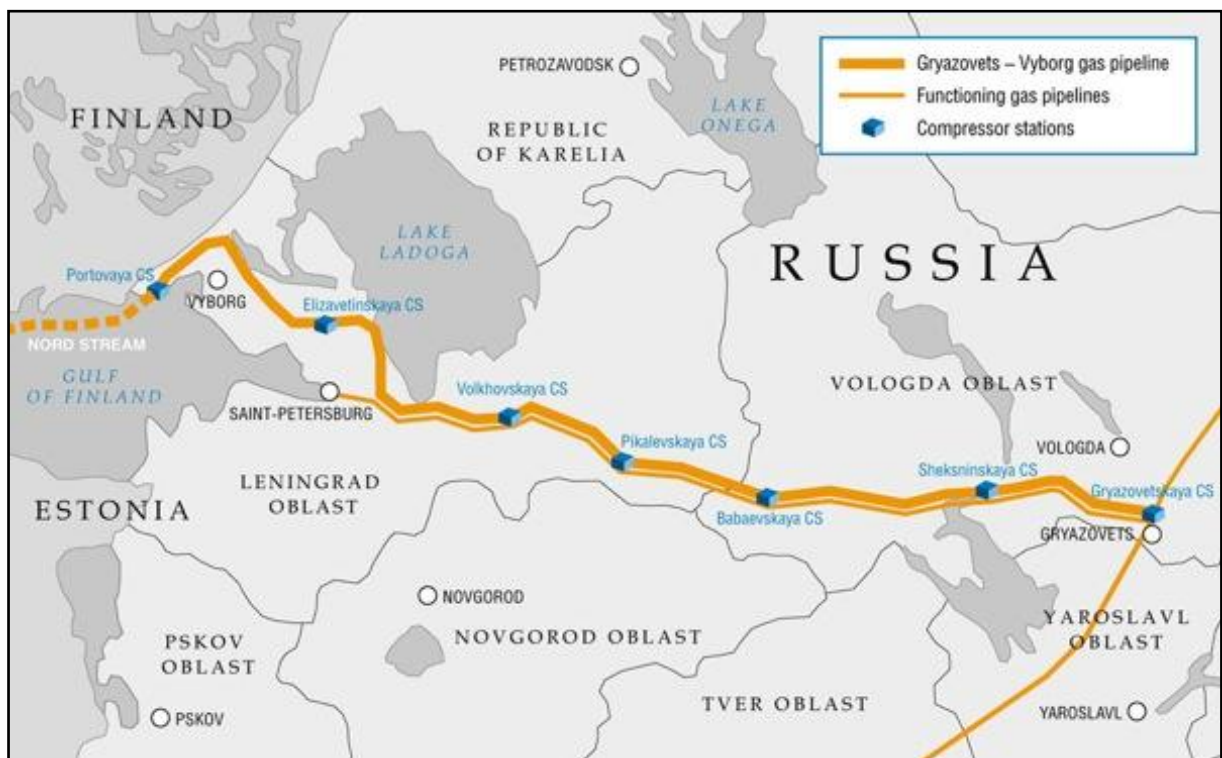 PETROZAVODSK
Gryazovets – Vyborg gas pipeline
Functioning gas pipelines
Compressor stations
FINLAND
REPUBLIC
OF KARELIA
LAKE
ONEGA
LAKE
LADOGA
RUSSIA
Portovaya CS
VYBORG
Elizavetinskaya CS
NORD STREAM
GULF
OF FINLAND
SAINT-PETERSBURG
Volkhovskaya CS
VOLOGDA OBLAST
Pikalevskaya CS
VOLOGDA
LENINGRAD
OBLAST
Sheksninskaya CS
Gryazovetskaya CS
ESTONIA
Babaevskaya CS
GRYAZOVETS
NOVGOROD
NOVGOROD OBLAST
YAROSLAVL
OBLAST
PSKOV
OBLAST
TVER OBLAST
PSKOV
YAROSLAVL